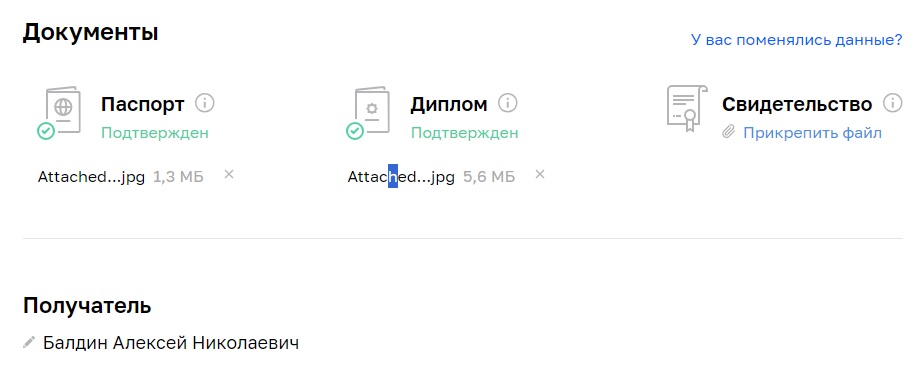 Документы
У вас поменялись данные?
Паспорт
Подтвержден
Attached...jpg 1,3 МБ
Диплом
Подтвержден
Attached...jpg 5,6 МБ
Свидетельство
Прикрепить файл
Получатель
Балдин Алексей Николаевич